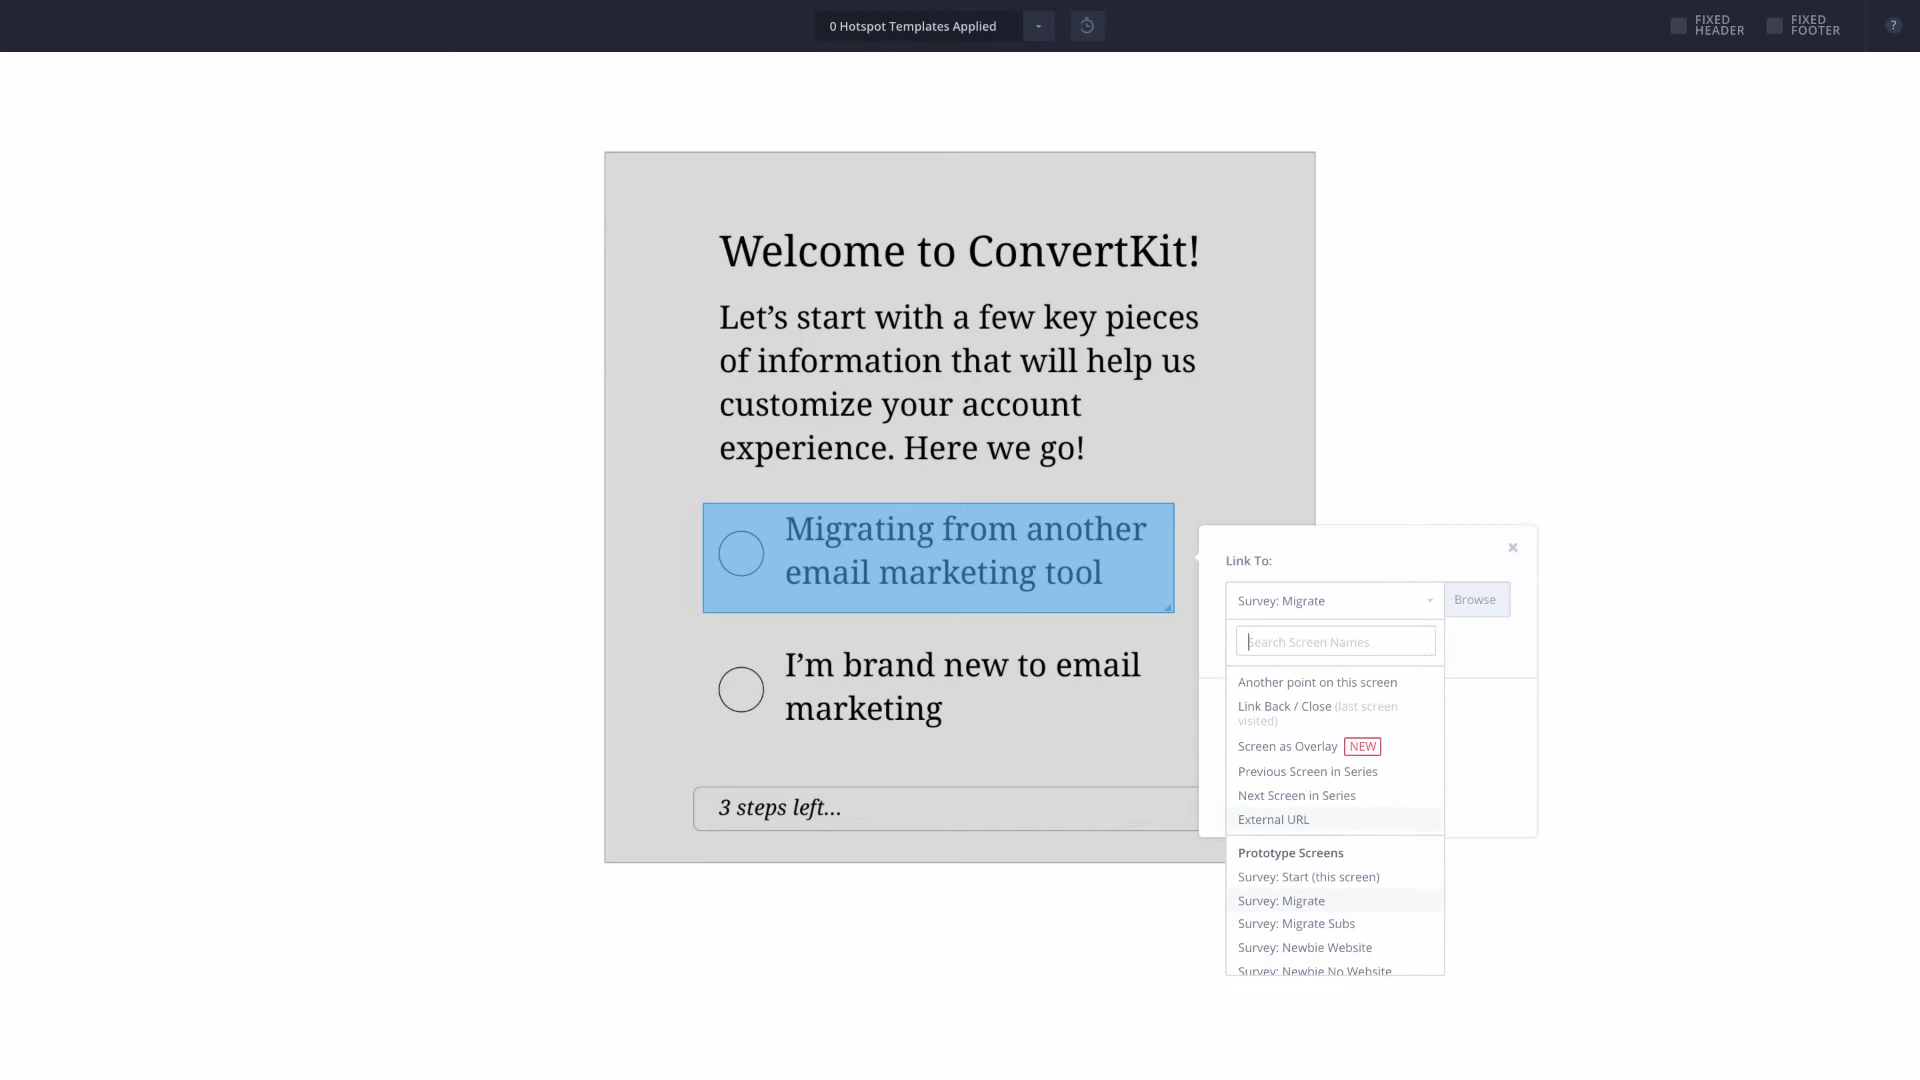 0 Hotspot Templates Applied
FIXED
HEADER
FIXED
FOOTER
?
Welcome to ConvertKit!
Let’s start with a few key pieces
of information that will help us
customize your account
experience. Here we go!
Migrating from another
email marketing tool
I’m brand new to email
marketing
3 steps left...
Link To:
Survey: Migrate
Browse
Search Screen Names
Another point on this screen
Link Back / Close (last screen
visited)
Screen as Overlay NEW
Previous Screen in Series
Next Screen in Series
External URL
Prototype Screens
Survey: Start (this screen)
Survey: Migrate
Survey: Migrate Subs
Survey: Newbie Website
Survey: Newbie No Website